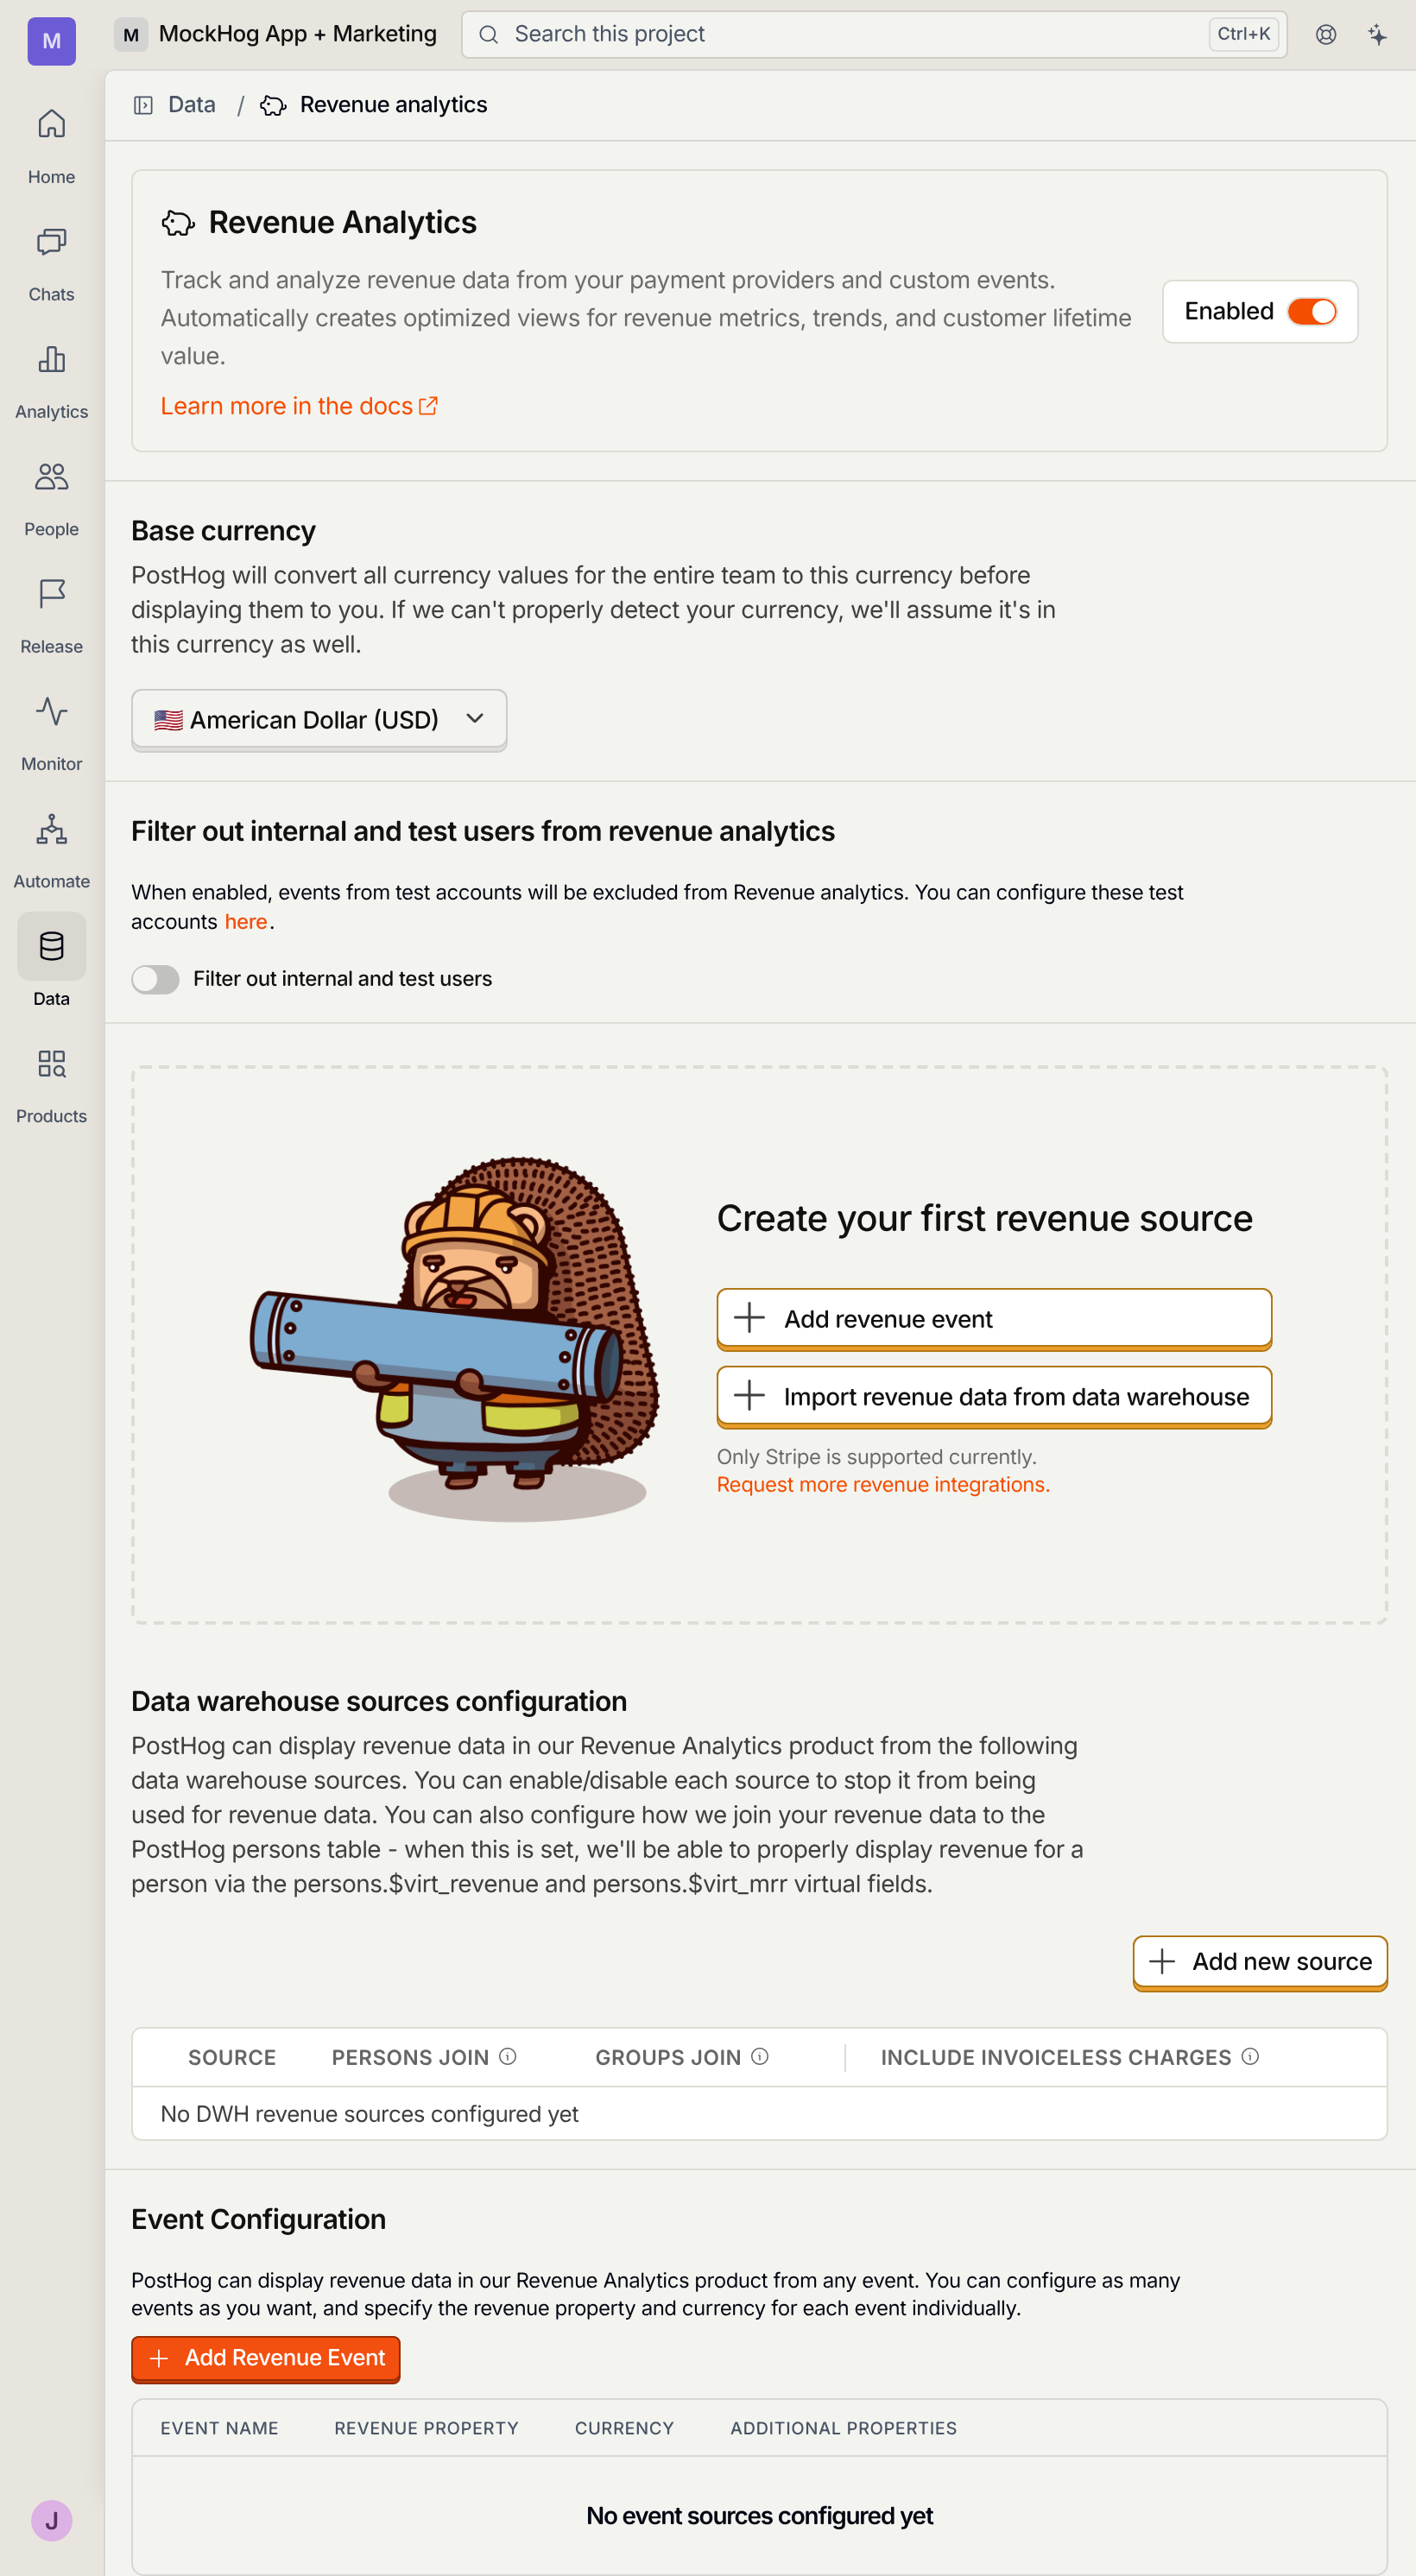 M
M MockHog App + Marketing
Search this project
Ctrl+K
Home
Chats
Analytics
People
Release
Monitor
Automate
Data
Products
J
Data / Revenue analytics
Revenue Analytics
Track and analyze revenue data from your payment providers and custom events.
Automatically creates optimized views for revenue metrics, trends, and customer lifetime
value.
Learn more in the docs
Enabled
Base currency
PostHog will convert all currency values for the entire team to this currency before
displaying them to you. If we can't properly detect your currency, we'll assume it's in
this currency as well.
🇺🇸 American Dollar (USD)
Filter out internal and test users from revenue analytics
When enabled, events from test accounts will be excluded from Revenue analytics. You can configure these test
accounts here.
Filter out internal and test users
Create your first revenue source
Add revenue event
Import revenue data from data warehouse
Only Stripe is supported currently.
Request more revenue integrations.
Data warehouse sources configuration
PostHog can display revenue data in our Revenue Analytics product from the following
data warehouse sources. You can enable/disable each source to stop it from being
used for revenue data. You can also configure how we join your revenue data to the
PostHog persons table - when this is set, we'll be able to properly display revenue for a
person via the persons.$virt_revenue and persons.$virt_mrr virtual fields.
Add new source
SOURCE PERSONS JOIN GROUPS JOIN INCLUDE INVOICELESS CHARGES
No DWH revenue sources configured yet
Event Configuration
PostHog can display revenue data in our Revenue Analytics product from any event. You can configure as many
events as you want, and specify the revenue property and currency for each event individually.
Add Revenue Event
EVENT NAME REVENUE PROPERTY CURRENCY ADDITIONAL PROPERTIES
No event sources configured yet